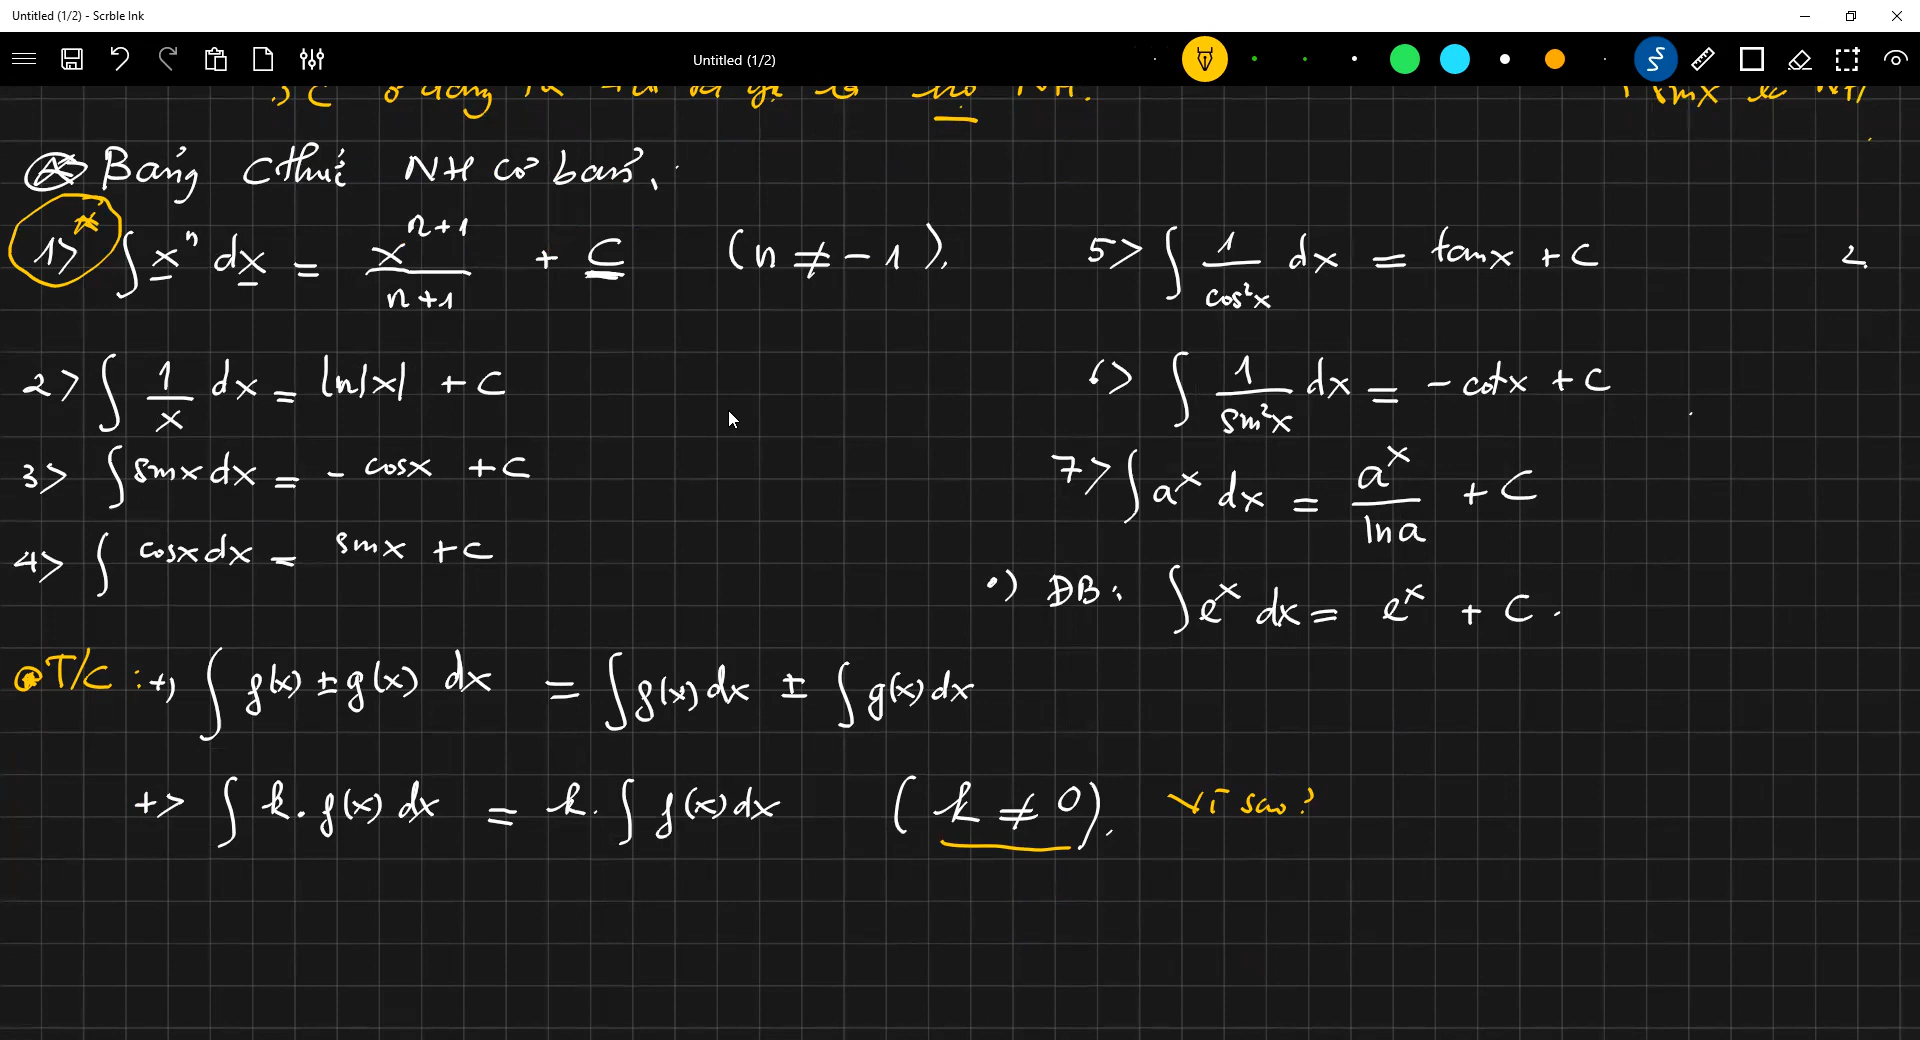 Untitled (1/2) - Scrble Ink
Untitled (1/2)
Bảng Cthức NH cơ bản.
1> ∫ xⁿ dx = x^(n+1)/(n+1) + C (n ≠ -1).
2> ∫ 1/x dx = ln|x| + C
3> ∫ sinx dx = - cosx + C
4> ∫ cosx dx = sinx + C
5> ∫ 1/cos²x dx = tanx + C
2.
6> ∫ 1/sin²x dx = - cotx + C
7> ∫ aˣ dx = aˣ/lna + C
•) ĐB: ∫ eˣ dx = eˣ + C.
T/C : +) ∫ f(x) ± g(x) dx = ∫ f(x) dx ± ∫ g(x) dx
+> ∫ k. f(x) dx = k. ∫ f(x) dx (k ≠ 0). Vì sao?